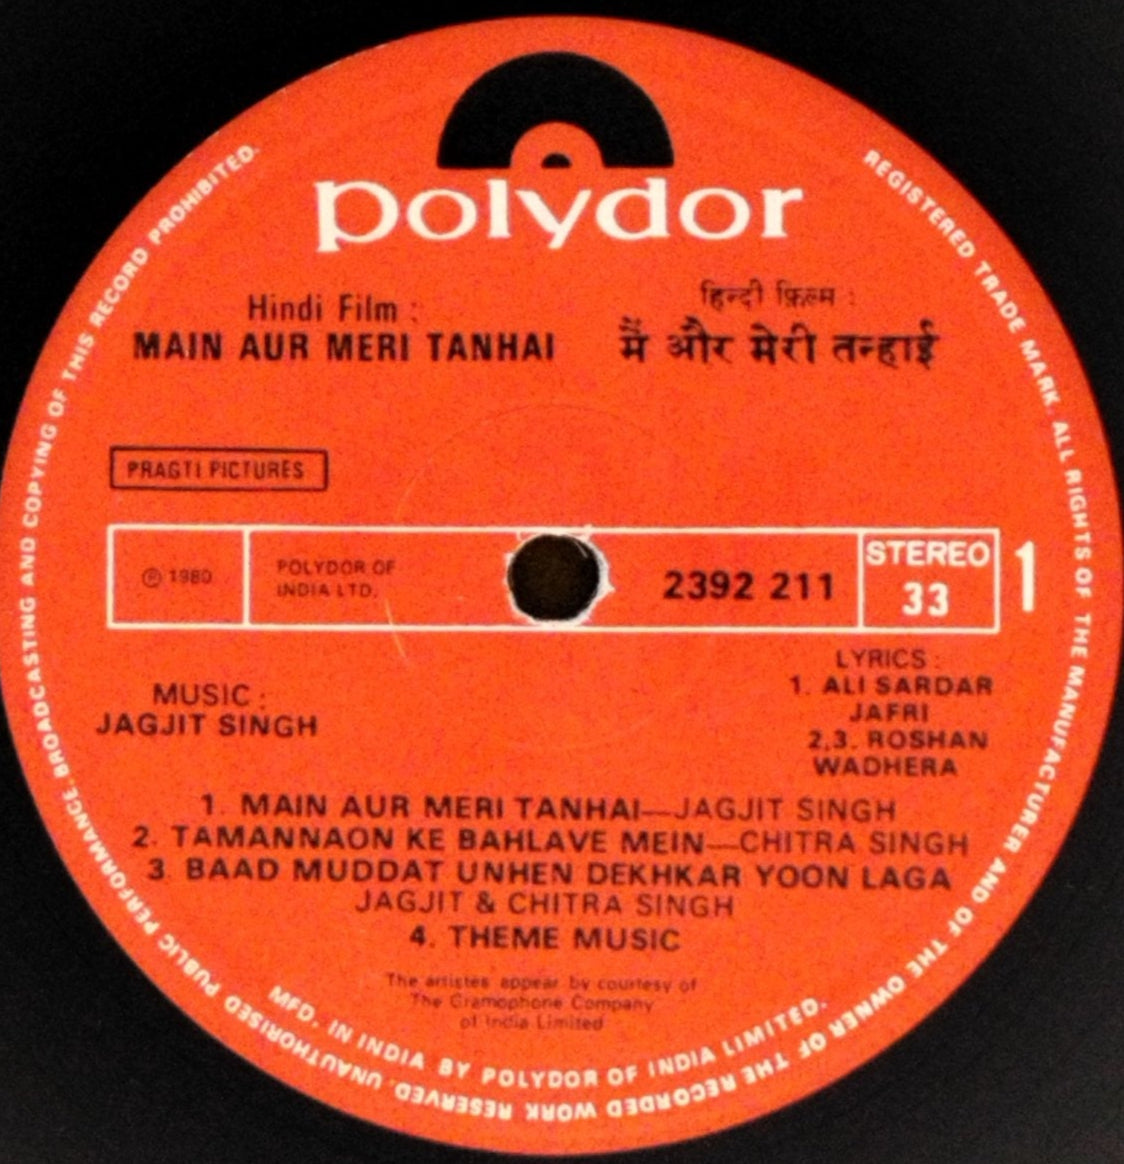 polydor
Hindi Film :
MAIN AUR MERI TANHAI
हिन्दी फ़िल्म :
मैं और मेरी तन्हाई
PRAGTI PICTURES
℗ 1980
POLYDOR OF
INDIA LTD.
2392 211
STEREO
33
1
MUSIC :
JAGJIT SINGH
LYRICS :
1. ALI SARDAR
JAFRI
2,3. ROSHAN
WADHERA
1. MAIN AUR MERI TANHAI—JAGJIT SINGH
2. TAMANNAON KE BAHLAVE MEIN—CHITRA SINGH
3. BAAD MUDDAT UNHEN DEKHKAR YOON LAGA
JAGJIT & CHITRA SINGH
4. THEME MUSIC
The artistes appear by courtesy of
The Gramophone Company
of India Limited
MFD. IN INDIA BY POLYDOR OF INDIA LIMITED.
REGISTERED TRADE MARK. ALL RIGHTS OF THE MANUFACTURER AND OF THE OWNER OF THE RECORDED WORK RESERVED. UNAUTHORISED PUBLIC PERFORMANCE, BROADCASTING AND COPYING OF THIS RECORD PROHIBITED.